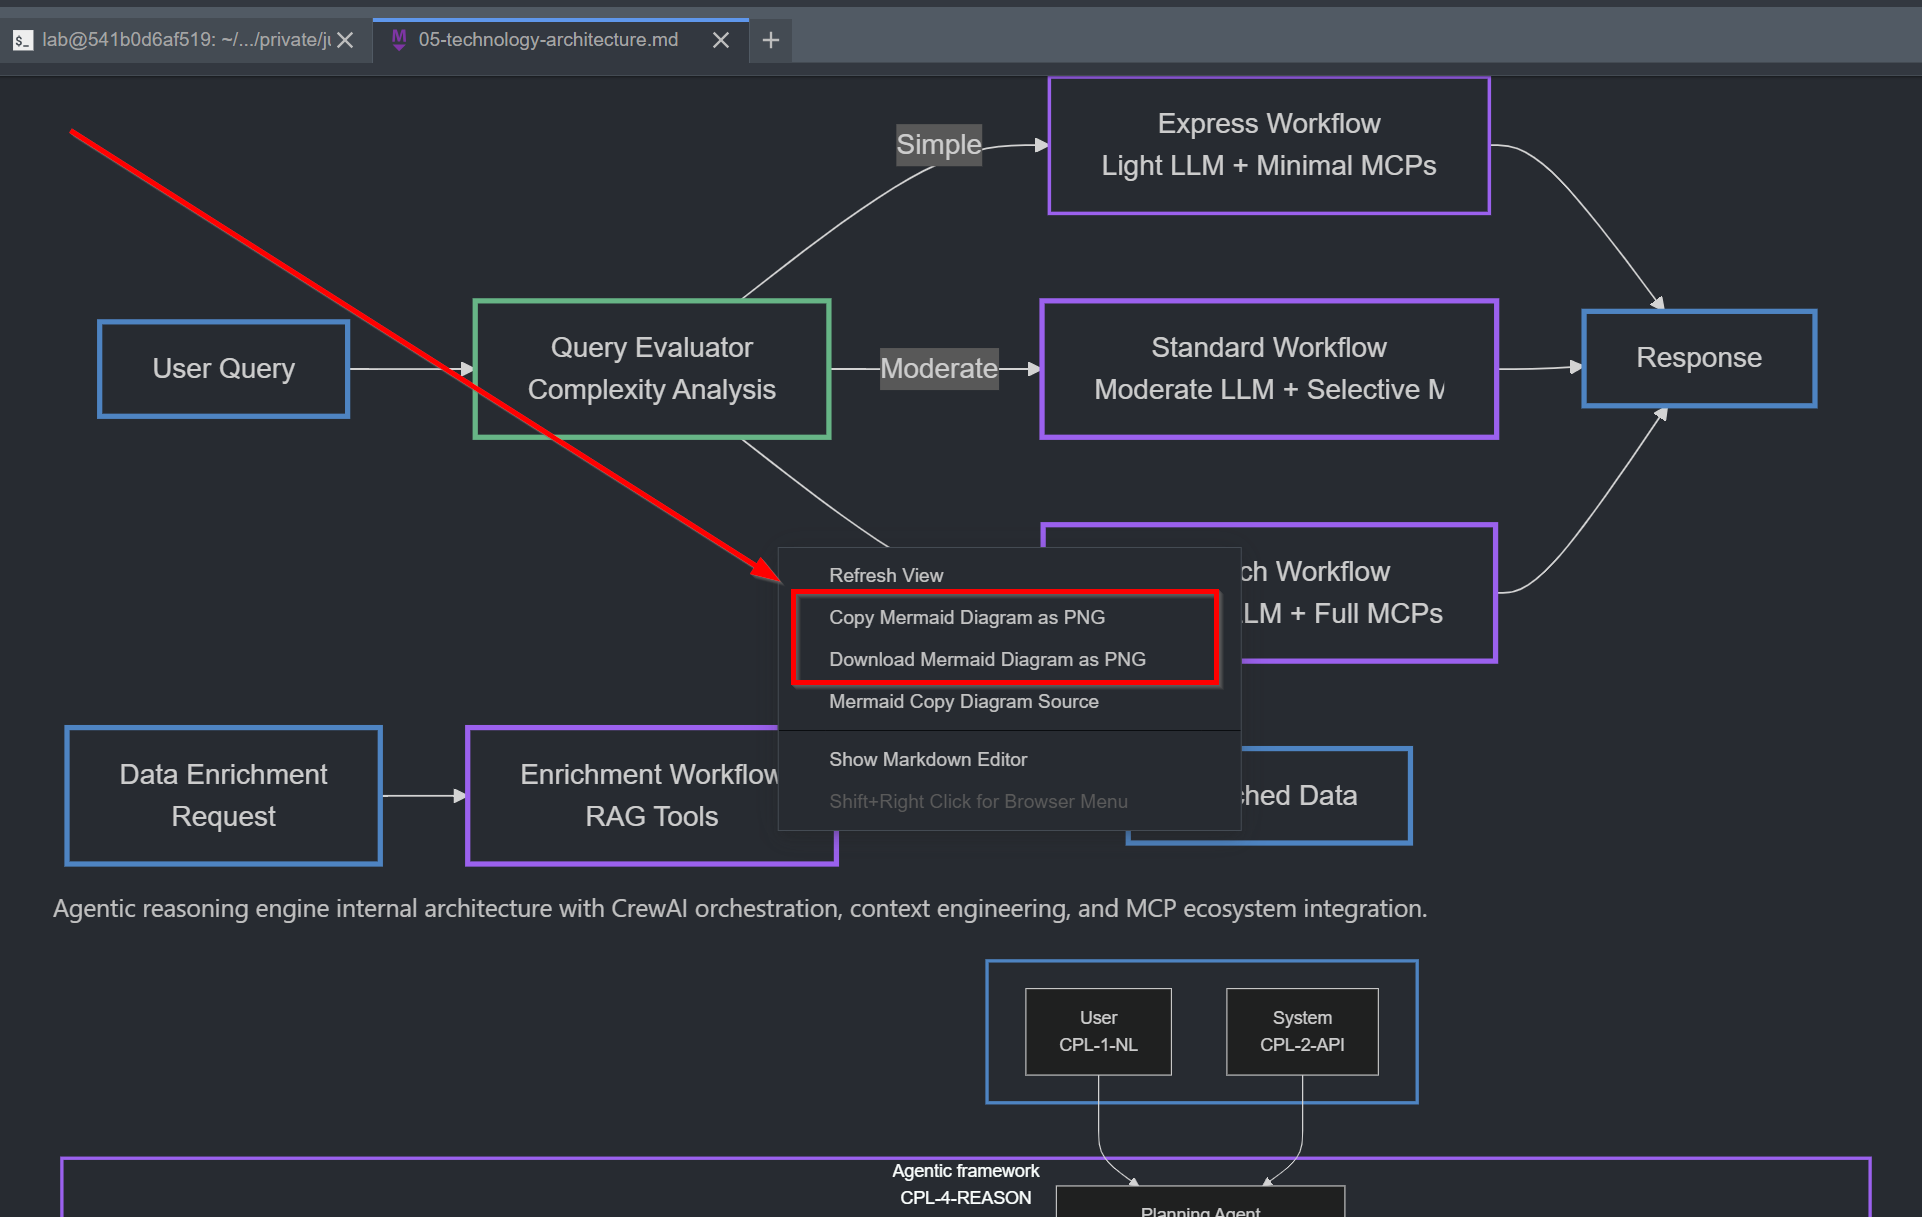 lab@541b0d6af519: ~/.../private/
05-technology-architecture.md
Simple
Express Workflow
Light LLM + Minimal MCPs
User Query
Query Evaluator
Complexity Analysis
Moderate
Standard Workflow
Moderate LLM + Selective
Response
ch Workflow
LLM + Full MCPs
Refresh View
Copy Mermaid Diagram as PNG
Download Mermaid Diagram as PNG
Mermaid Copy Diagram Source
Show Markdown Editor
Shift+Right Click for Browser Menu
Data Enrichment
Request
Enrichment Workflow
RAG Tools
ched Data
Agentic reasoning engine internal architecture with CrewAI orchestration, context engineering, and MCP ecosystem integration.
User
CPL-1-NL
System
CPL-2-API
Agentic framework
CPL-4-REASON
Planning Agent